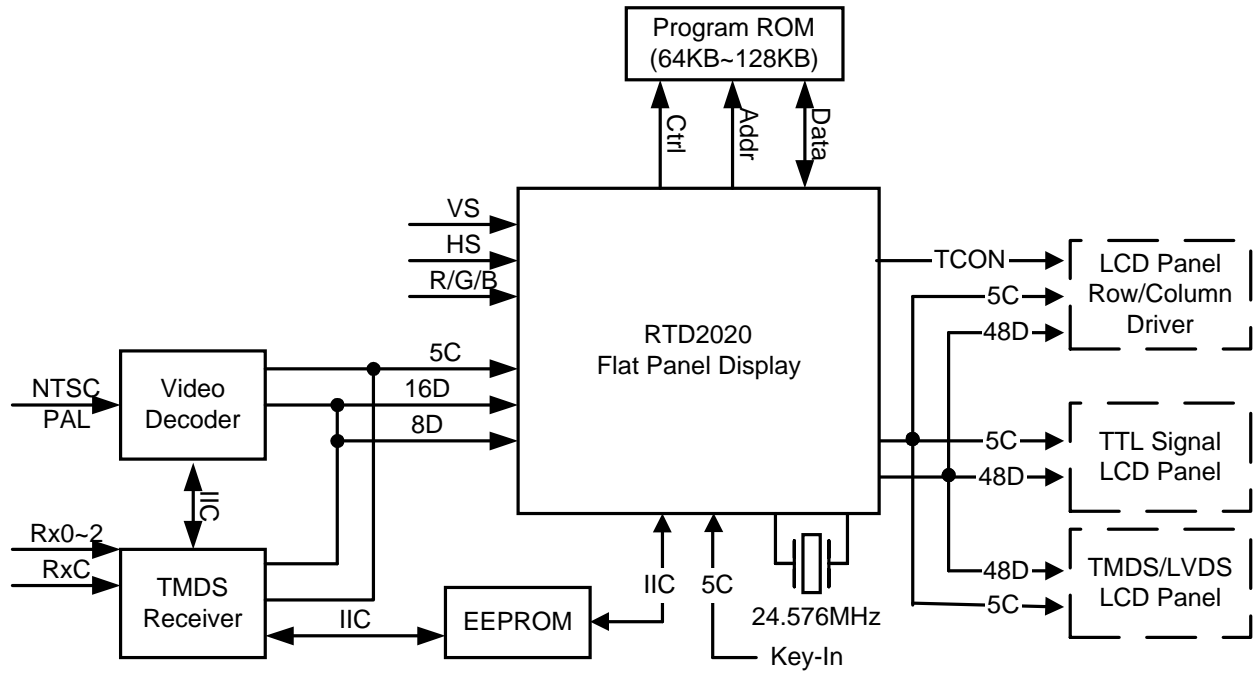 Program ROM
(64KB~128KB)
Ctrl
Addr
Data
VS
HS
R/G/B
RTD2020
Flat Panel Display
TCON
LCD Panel
Row/Column
Driver
5C
48D
NTSC
PAL
Video
Decoder
5C
16D
8D
5C
48D
TTL Signal
LCD Panel
IIC
Rx0~2
RxC
TMDS
Receiver
IIC
EEPROM
IIC
5C
24.576MHz
Key-In
48D
5C
TMDS/LVDS
LCD Panel